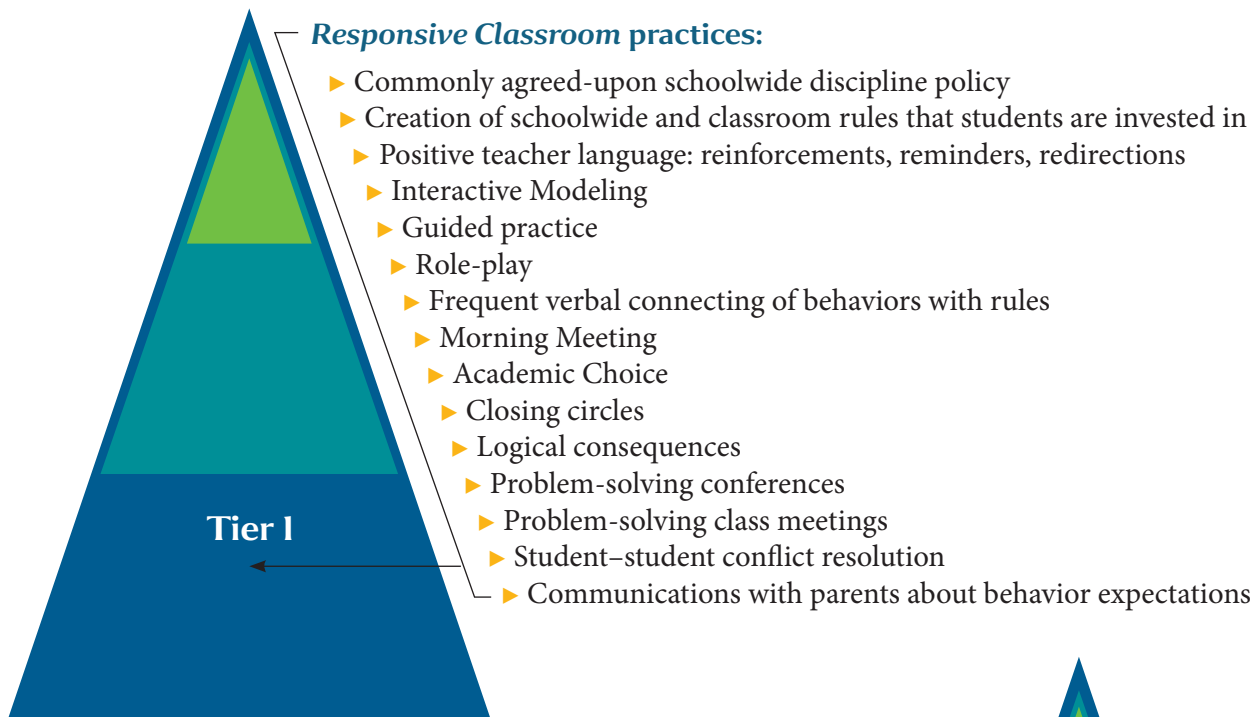 Responsive Classroom practices:
► Commonly agreed-upon schoolwide discipline policy
► Creation of schoolwide and classroom rules that students are invested in
► Positive teacher language: reinforcements, reminders, redirections
► Interactive Modeling
► Guided practice
► Role-play
► Frequent verbal connecting of behaviors with rules
► Morning Meeting
► Academic Choice
► Closing circles
► Logical consequences
► Problem-solving conferences
► Problem-solving class meetings
► Student–student conflict resolution
► Communications with parents about behavior expectations
Tier 1